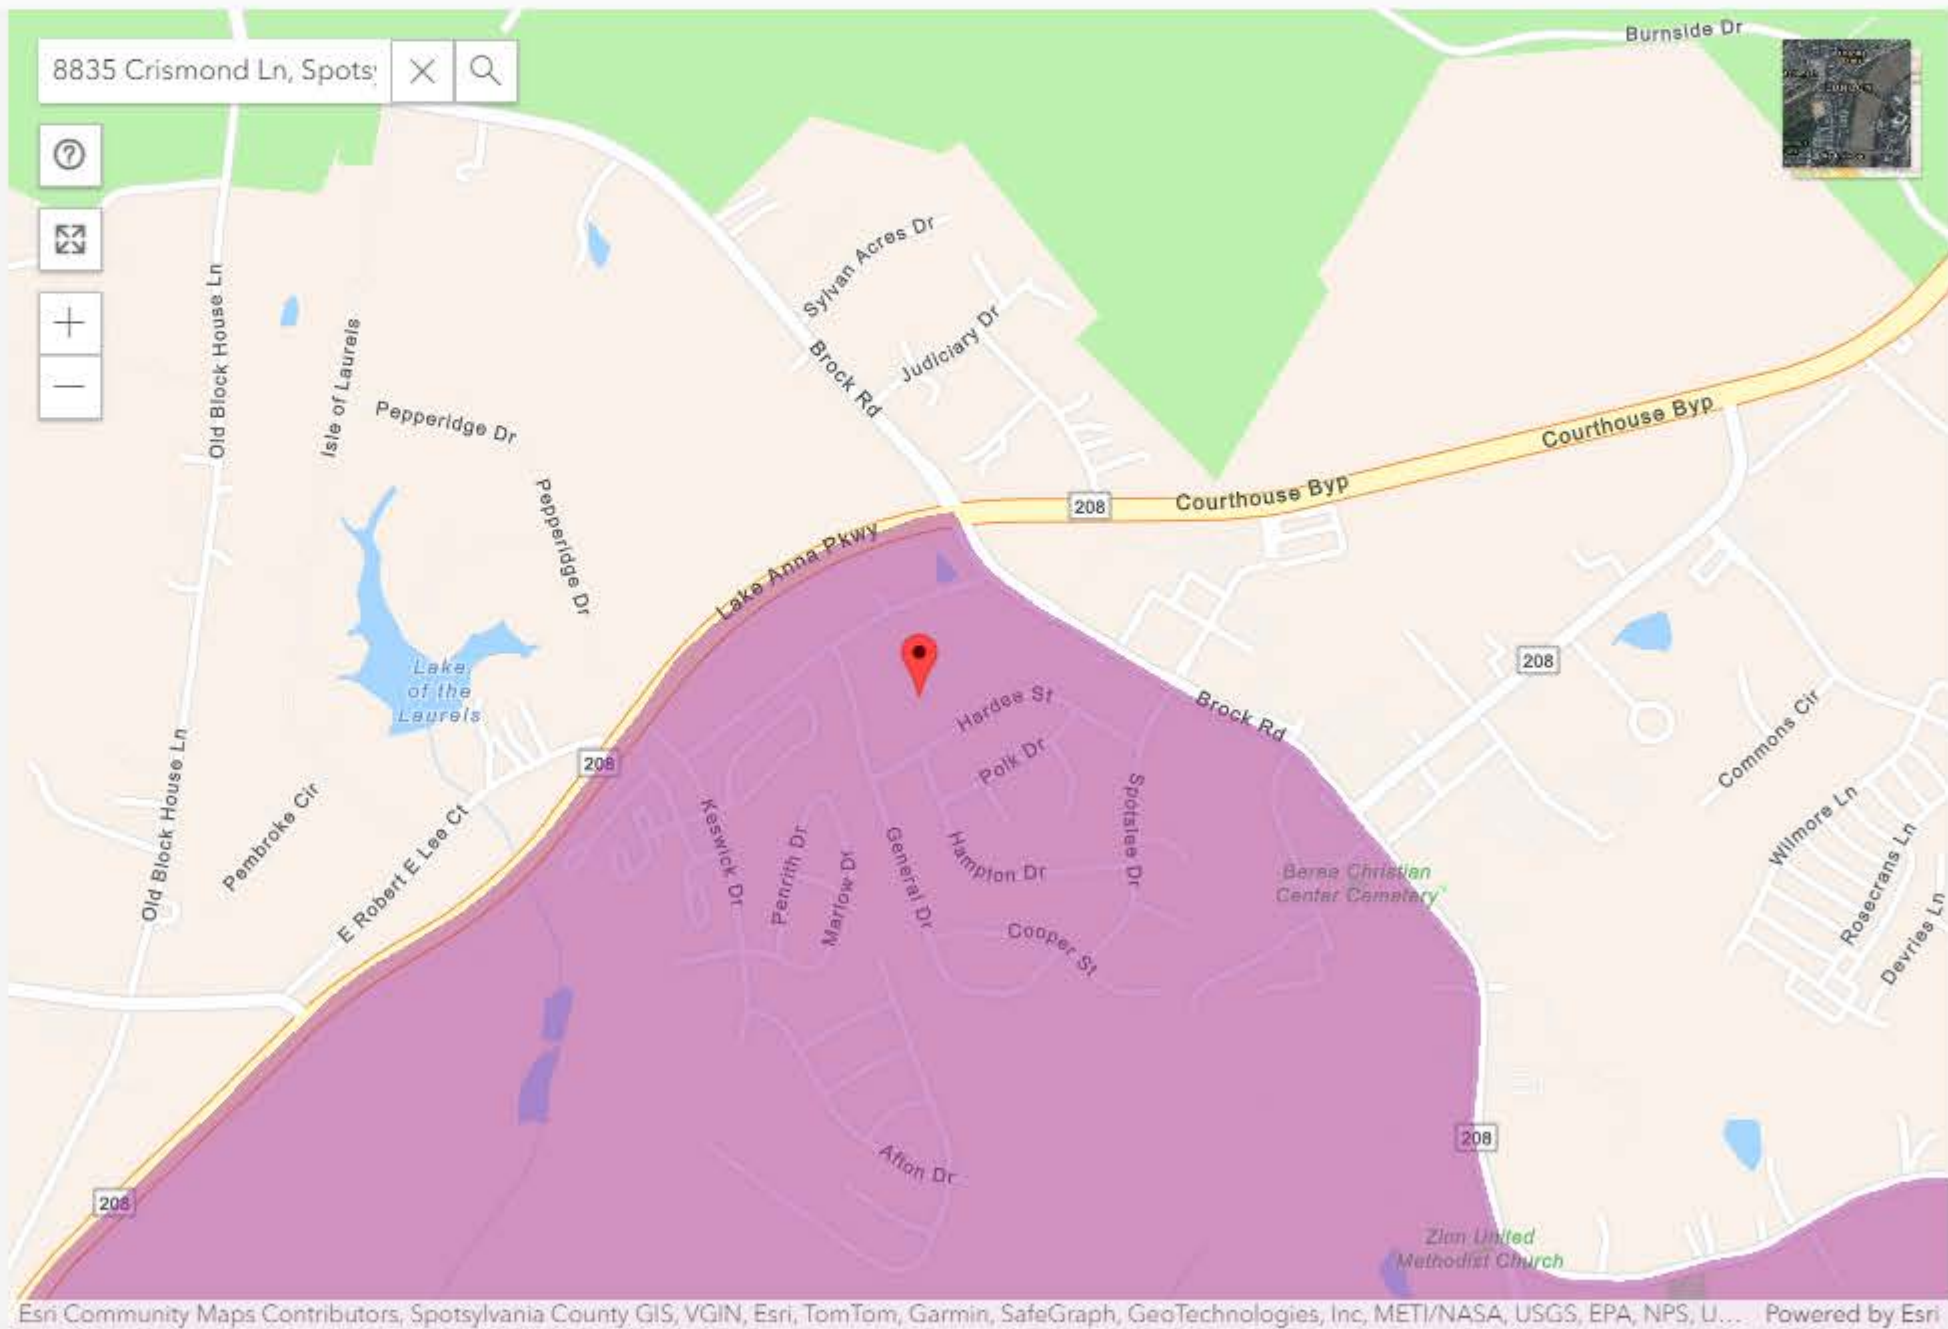 Burnside Dr
8835 Crismond Ln, Spots
Old Block House Ln
Isle of Laurels
Pepperidge Dr
Pepperidge Dr
Sylvan Acres Dr
Judiciary Dr
Brock Rd
Courthouse Byp
Courthouse Byp
208
Lake Anna Pkwy
Lake
of the
Laurels
208
208
Hardee St
Polk Dr
Brock Rd
Commons Cir
Old Block House Ln
Pembroke Cir
E Robert E Lee Ct
Keswick Dr
Penrith Dr
Marlow Dr
General Dr
Hampton Dr
Spotslee Dr
Cooper St
Berea Christian
Center Cemetery
Wilmore Ln
Rosecrans Ln
Devries Ln
Afton Dr
208
208
Zion United
Methodist Church
Esri Community Maps Contributors, Spotsylvania County GIS, VGIN, Esri, TomTom, Garmin, SafeGraph, GeoTechnologies, Inc, METI/NASA, USGS, EPA, NPS, U... Powered by Esri